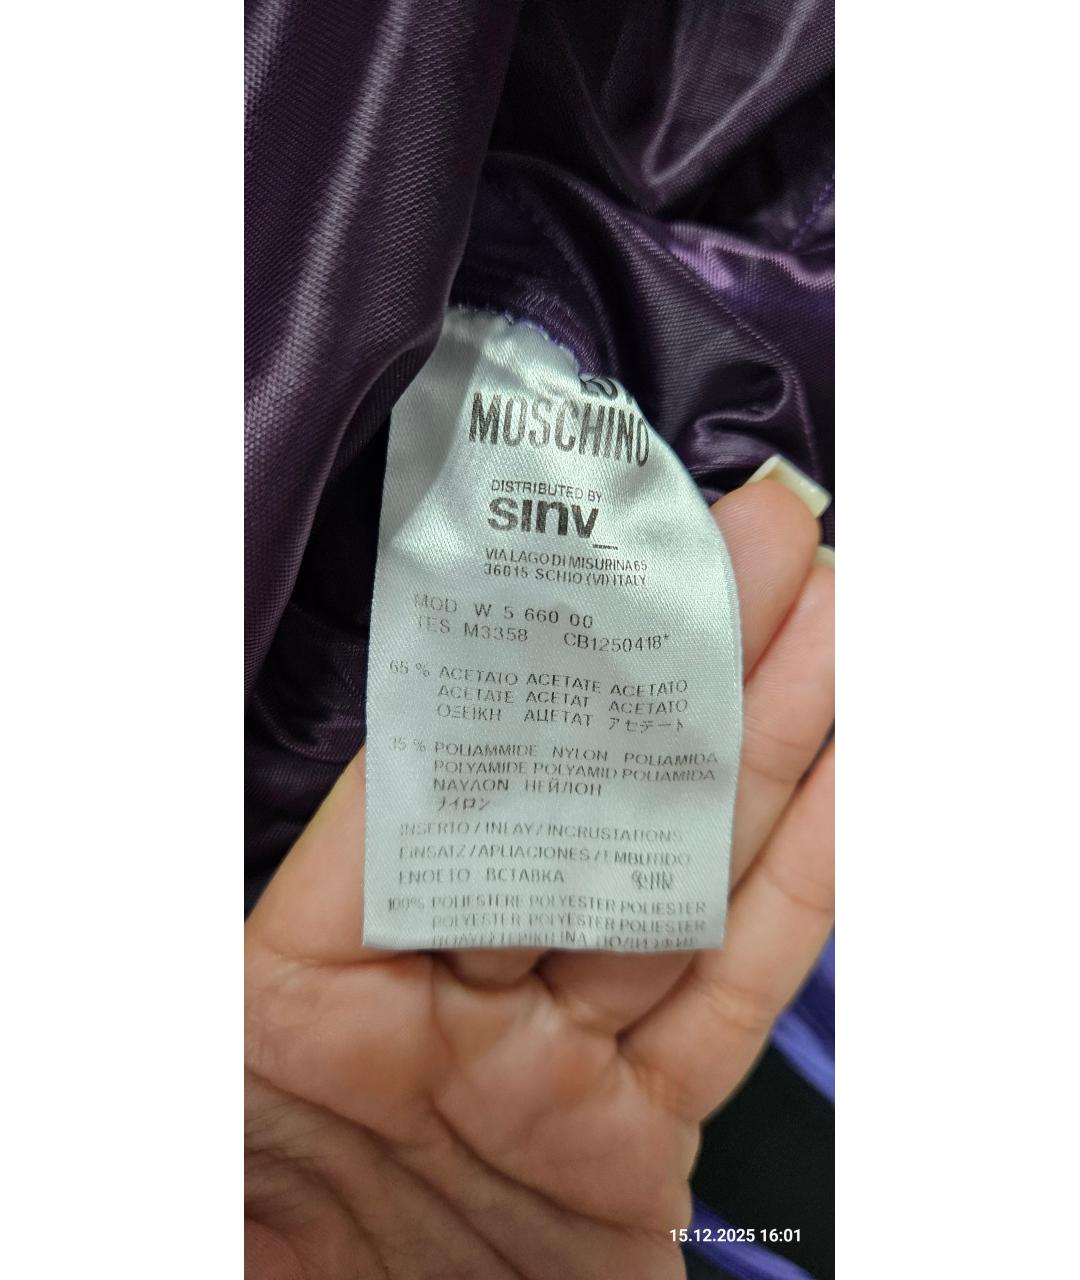 MOSCHINO
DISTRIBUTED BY
sinv_
VIA LAGO DI MISURINA 65
36015 SCHIO (VI) ITALY
MOD W 5 660 00
TES M3358 CB1250418*
65 % ACETATO ACETATE ACETATO
ACETATE ACETAT ACETATO
ΟΞΕΙΚΗ АЦЕТАТ アセテート
35 % POLIAMMIDE NYLON POLIAMIDA
POLYAMIDE POLYAMID POLIAMIDA
ΝΑΥΛΟΝ НЕЙЛОН
ナイロン
INSERTO / INLAY / INCRUSTATIONS
EINSATZ / APLIACIONES / EMBUTIDO
ΕΝΘΕΤΟ ВСТАВКА
100% POLIESTERE POLYESTER POLIESTER
POLYESTER POLYESTER POLIESTER
15.12.2025 16:01